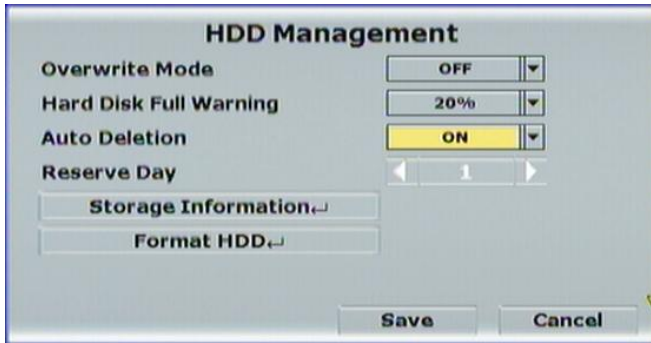 HDD Management
Overwrite Mode OFF
Hard Disk Full Warning 20%
Auto Deletion ON
Reserve Day 1
Storage Information↵
Format HDD↵
Save Cancel